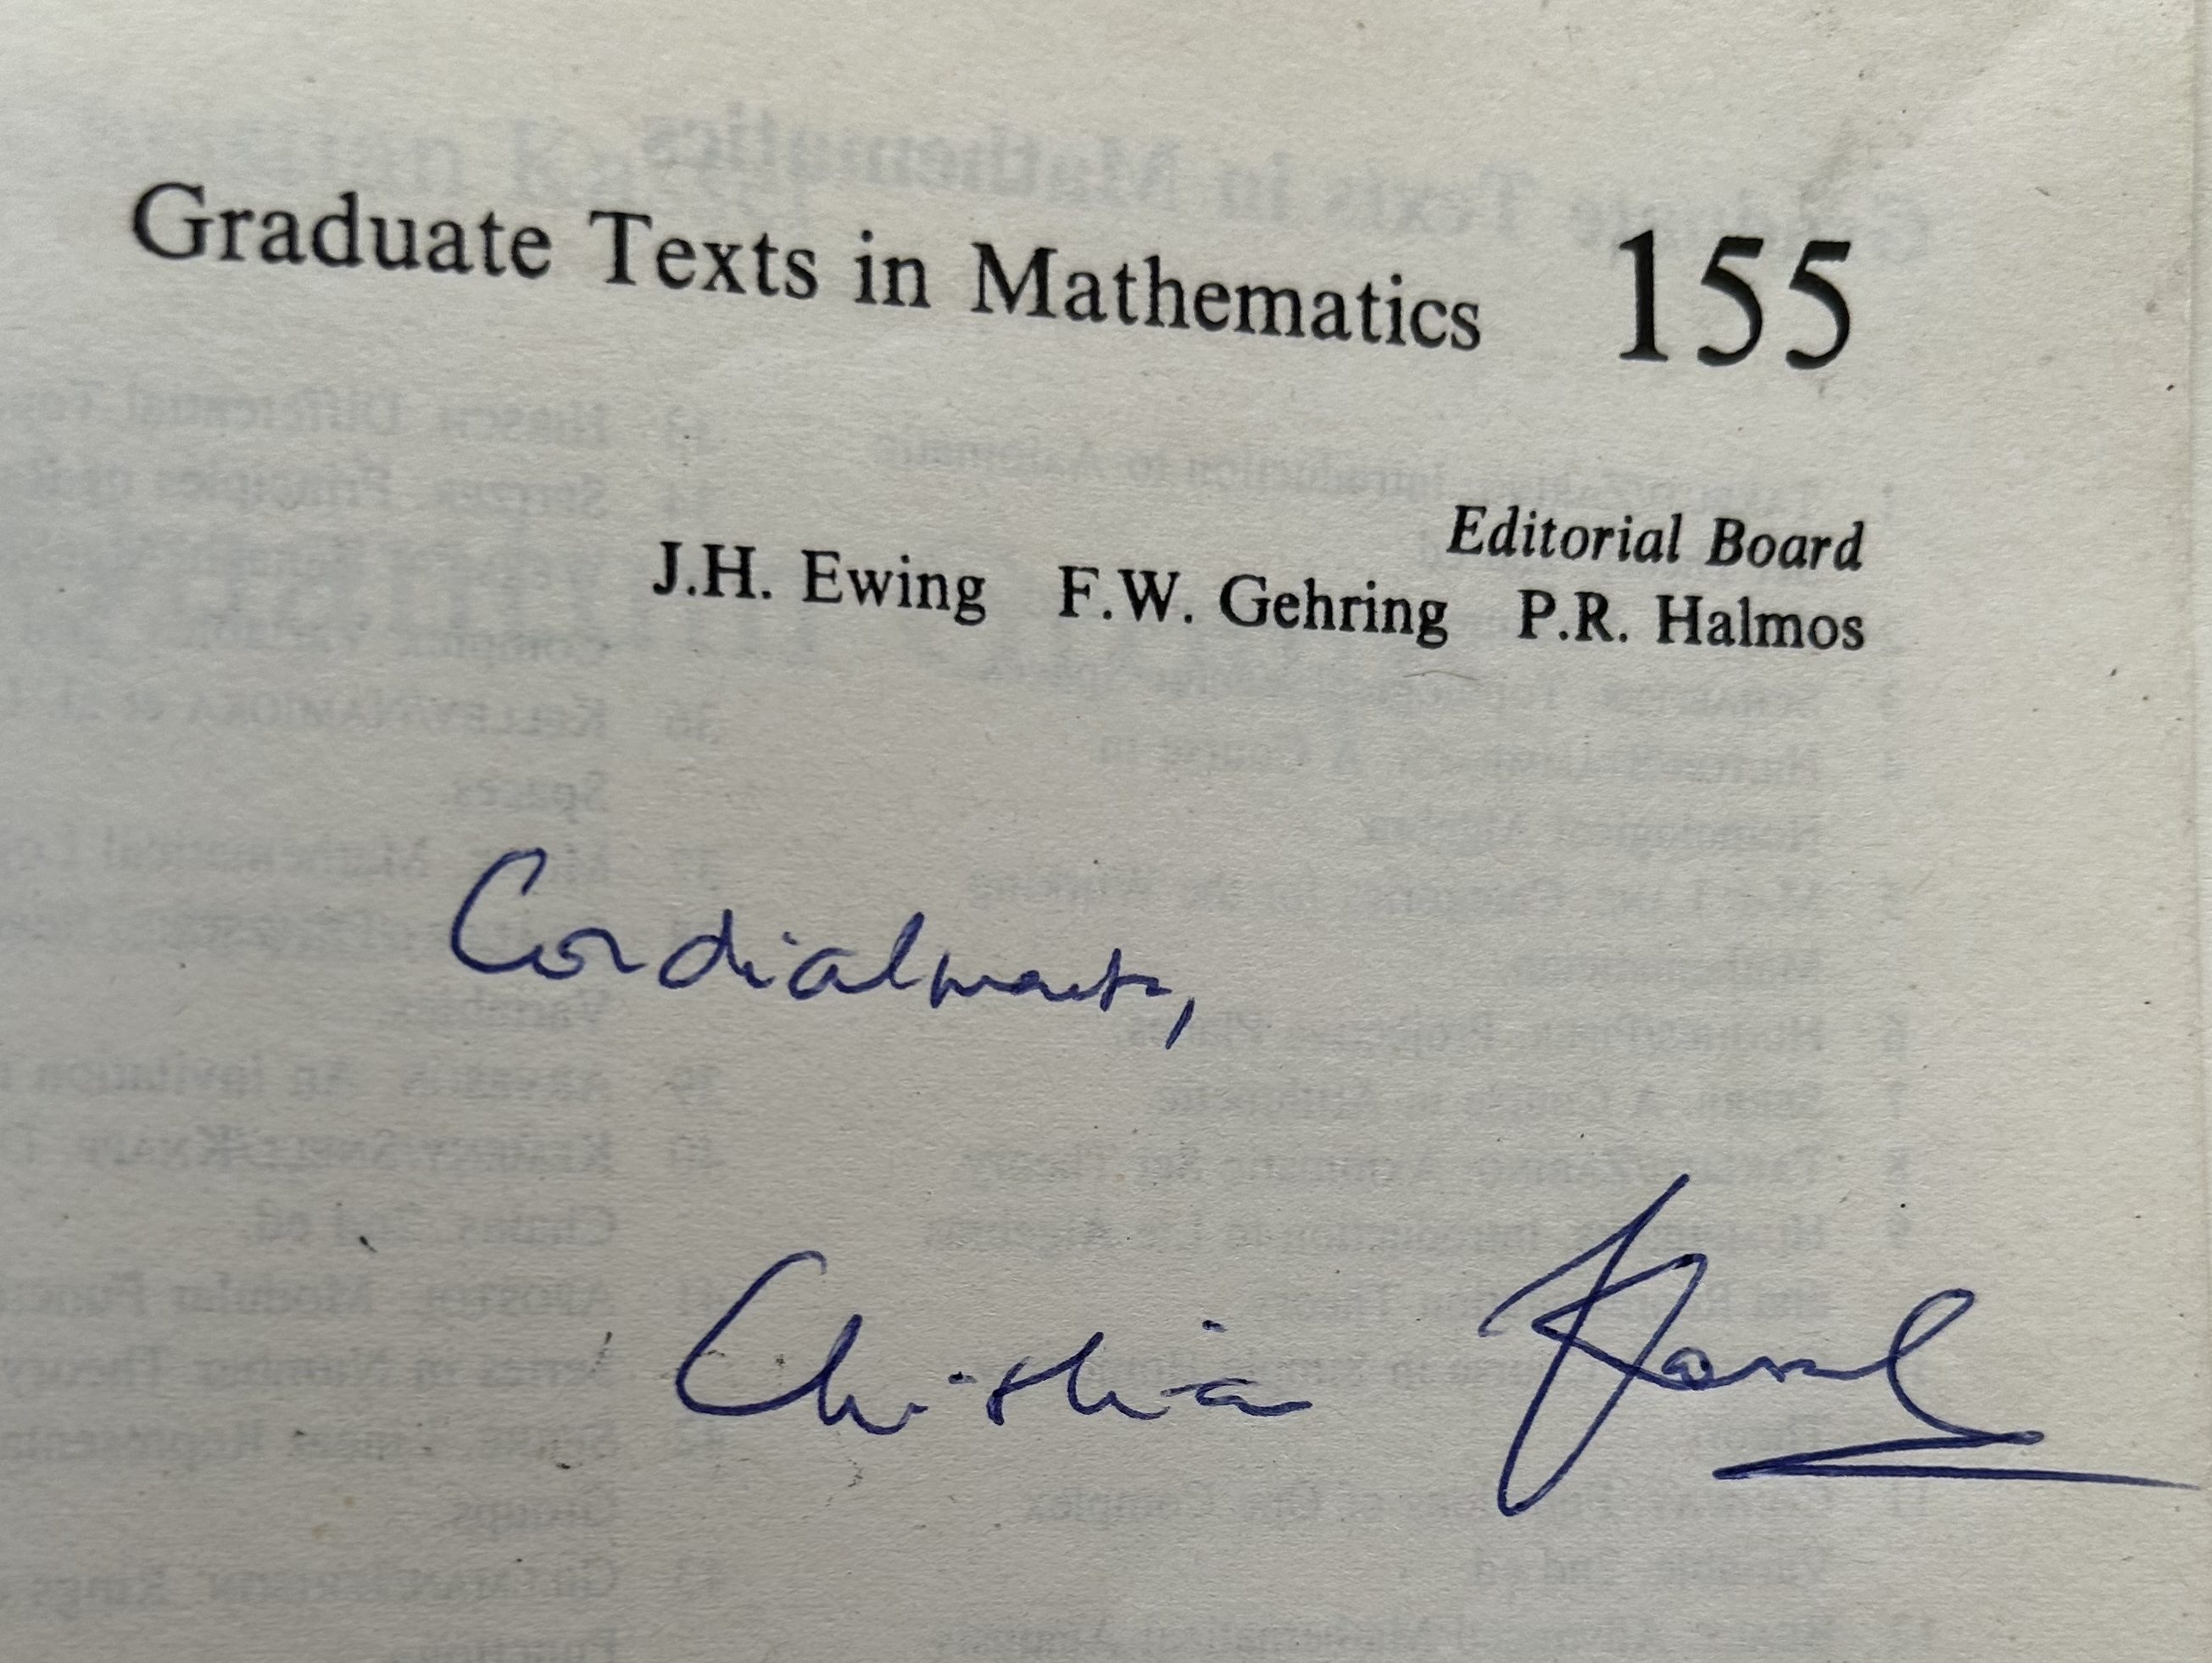 Graduate Texts in Mathematics 155
Editorial Board
J.H. Ewing F.W. Gehring P.R. Halmos
Cordialement,
Christian Kassel